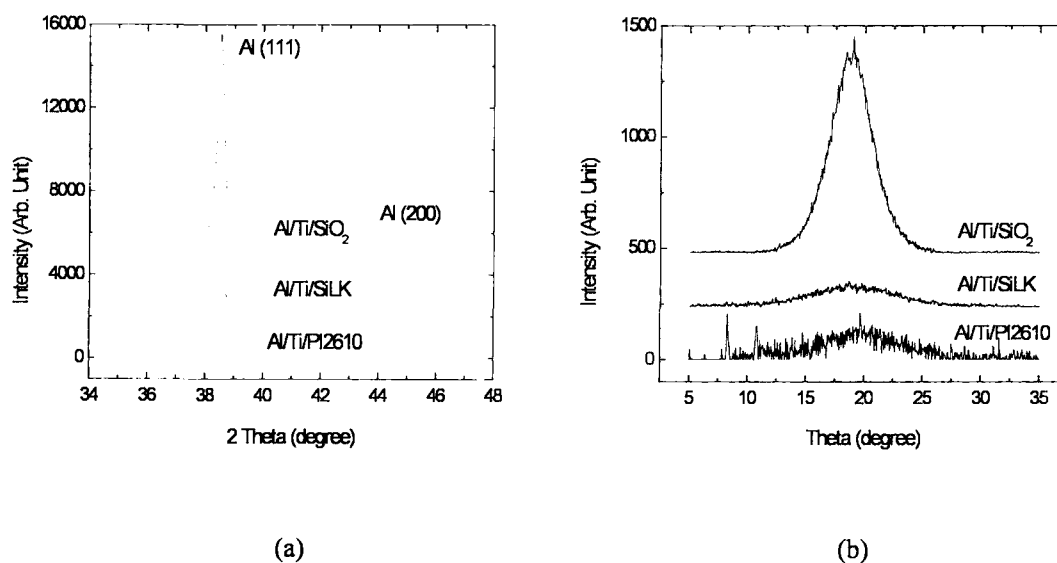 16000
12000
8000
4000
0
Intensity (Arb. Unit)
Al (111)
Al (200)
Al/Ti/SiO₂
Al/Ti/SiLK
Al/Ti/PI2610
34 36 38 40 42 44 46 48
2 Theta (degree)
(a)
1500
1000
500
0
Intensity (Arb. Unit)
Al/Ti/SiO₂
Al/Ti/SiLK
Al/Ti/PI2610
5 10 15 20 25 30 35
Theta (degree)
(b)